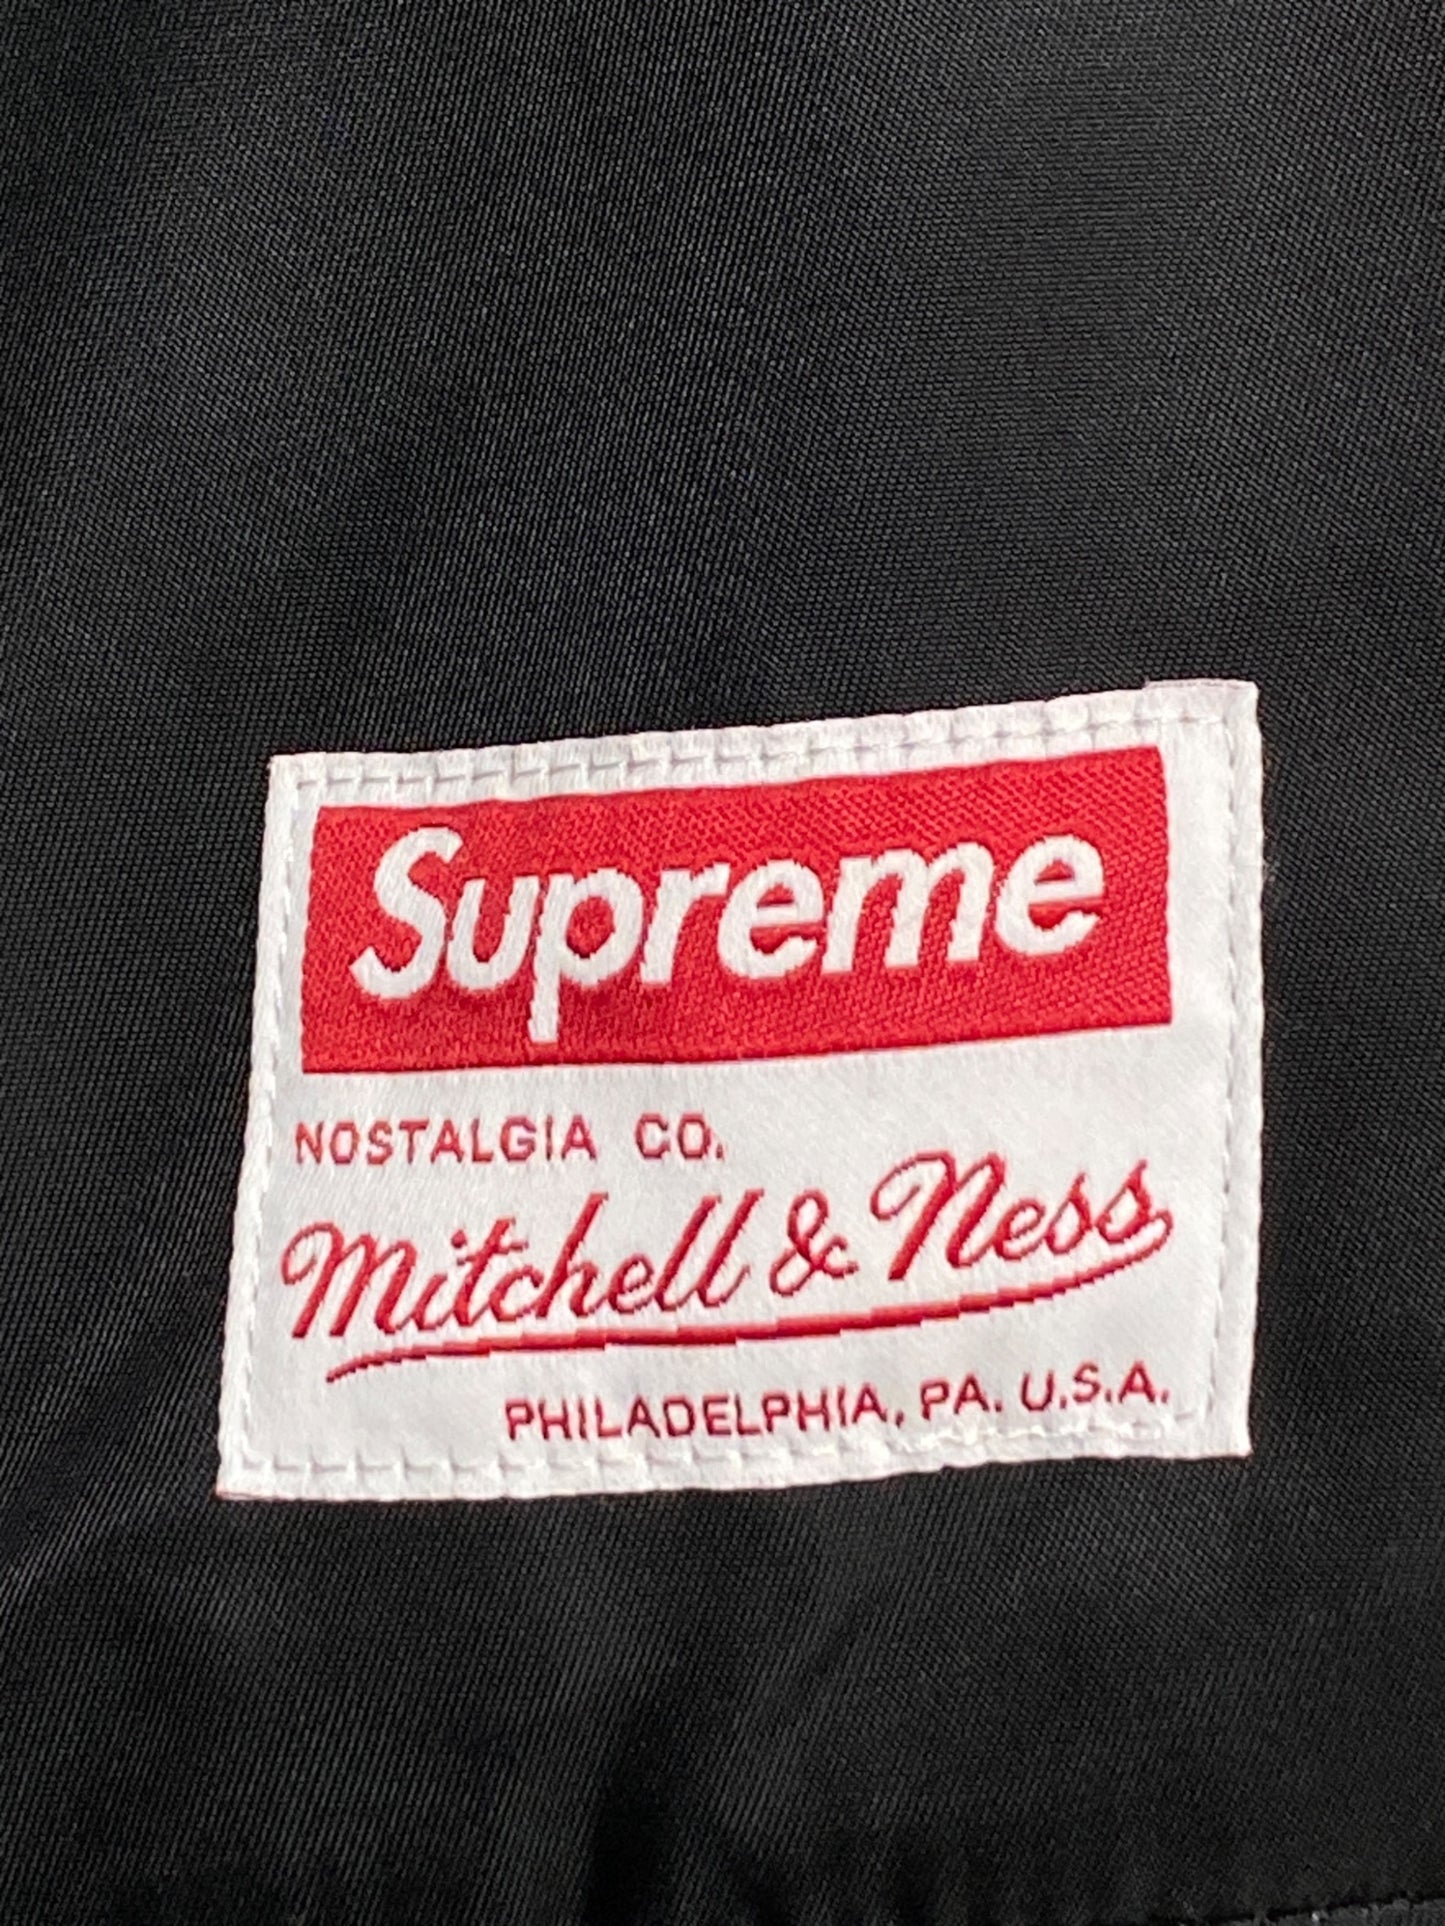 Supreme
NOSTALGIA CO.
Mitchell & Ness
PHILADELPHIA, PA. U.S.A.